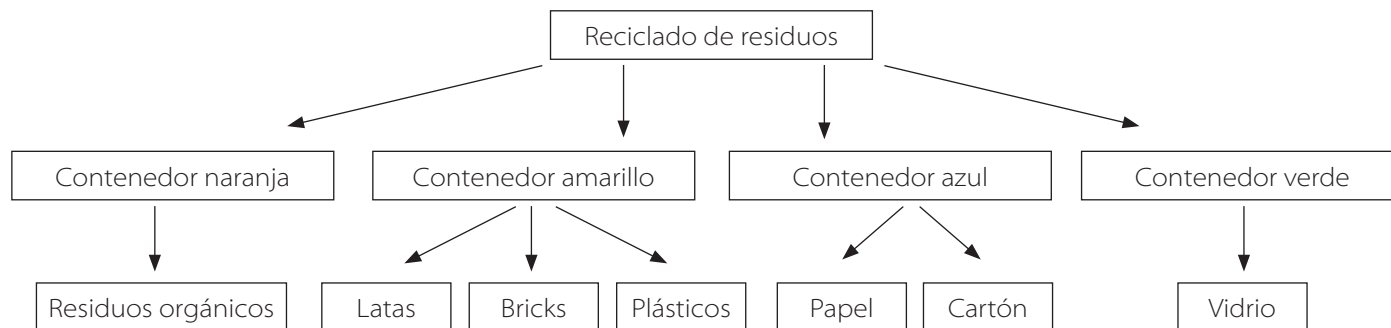 Reciclado de residuos
Contenedor naranja
Contenedor amarillo
Contenedor azul
Contenedor verde
Residuos orgánicos
Latas
Bricks
Plásticos
Papel
Cartón
Vidrio